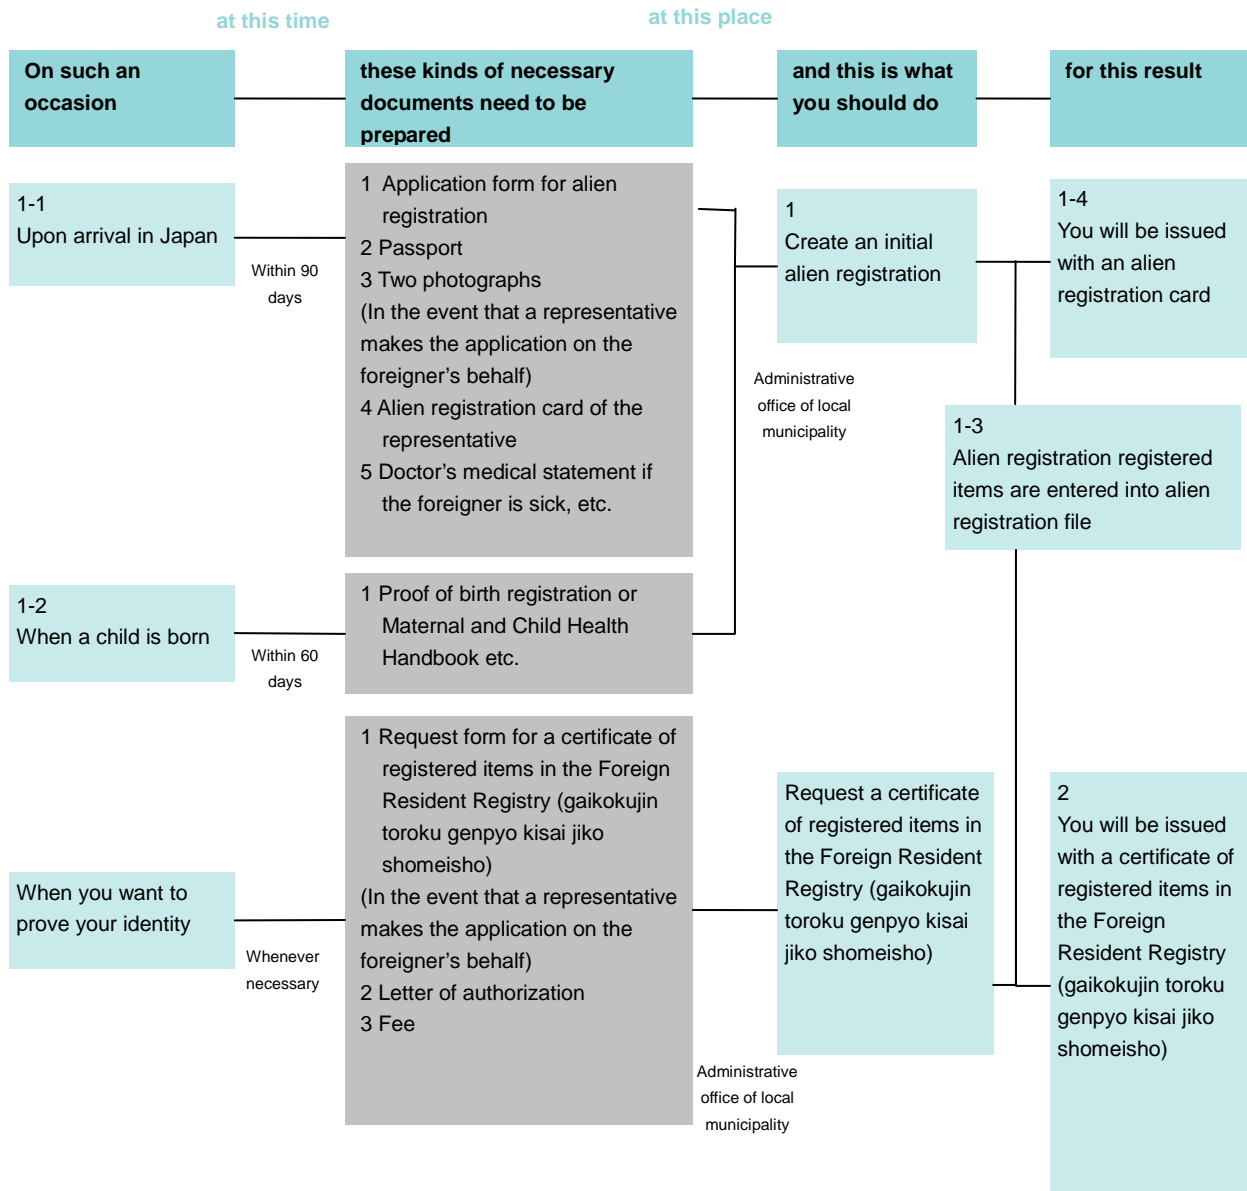 at this time
at this place
On such an
occasion
these kinds of necessary
documents need to be
prepared
and this is what
you should do
for this result
1-1
Upon arrival in Japan
Within 90
days
1 Application form for alien
registration
2 Passport
3 Two photographs
(In the event that a representative
makes the application on the
foreigner's behalf)
4 Alien registration card of the
representative
5 Doctor's medical statement if
the foreigner is sick, etc.
Administrative
office of local
municipality
1
Create an initial
alien registration
1-4
You will be issued
with an alien
registration card
1-3
Alien registration registered
items are entered into alien
registration file
1-2
When a child is born
Within 60
days
1 Proof of birth registration or
Maternal and Child Health
Handbook etc.
When you want to
prove your identity
Whenever
necessary
1 Request form for a certificate of
registered items in the Foreign
Resident Registry (gaikokujin
toroku genpyo kisai jiko
shomeisho)
(In the event that a representative
makes the application on the
foreigner's behalf)
2 Letter of authorization
3 Fee
Administrative
office of local
municipality
Request a certificate
of registered items in
the Foreign Resident
Registry (gaikokujin
toroku genpyo kisai
jiko shomeisho)
2
You will be issued
with a certificate of
registered items in
the Foreign
Resident Registry
(gaikokujin toroku
genpyo kisai jiko
shomeisho)